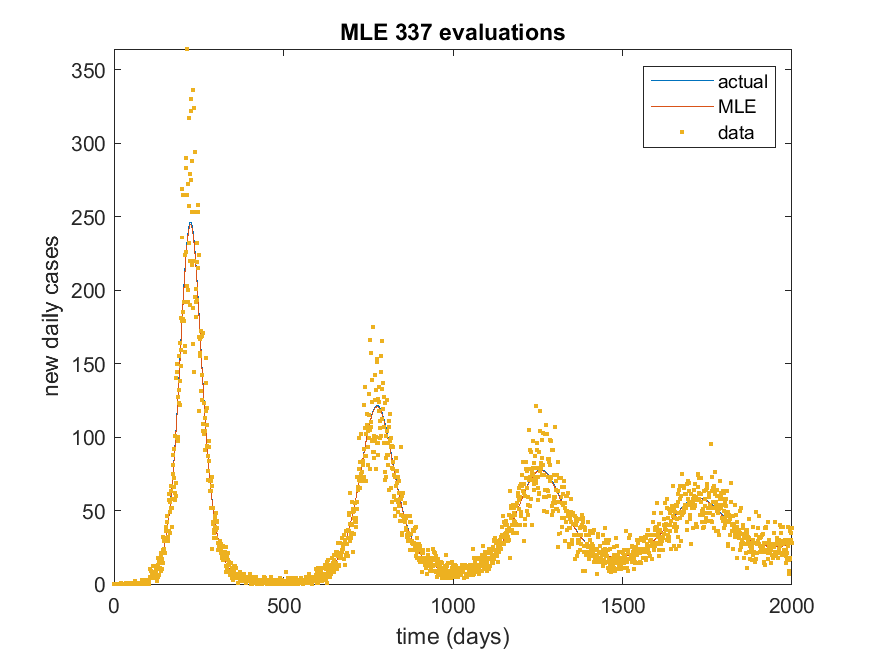 MLE 337 evaluations
350
300
250
200
150
100
50
0
new daily cases
actual
MLE
data
0
500
1000
1500
2000
time (days)